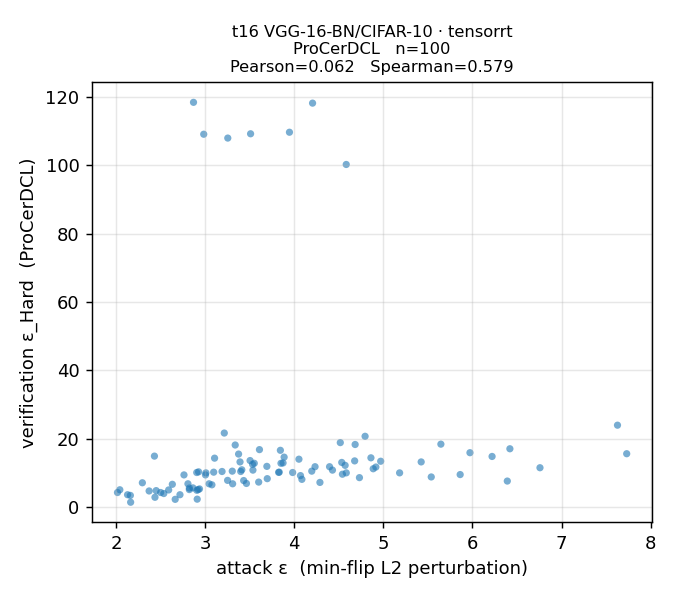 t16 VGG-16-BN/CIFAR-10 · tensorrt
ProCerDCL   n=100
Pearson=0.062   Spearman=0.579
120
100
80
60
40
20
0
verification ε_Hard  (ProCerDCL)
2 3 4 5 6 7 8
attack ε  (min-flip L2 perturbation)